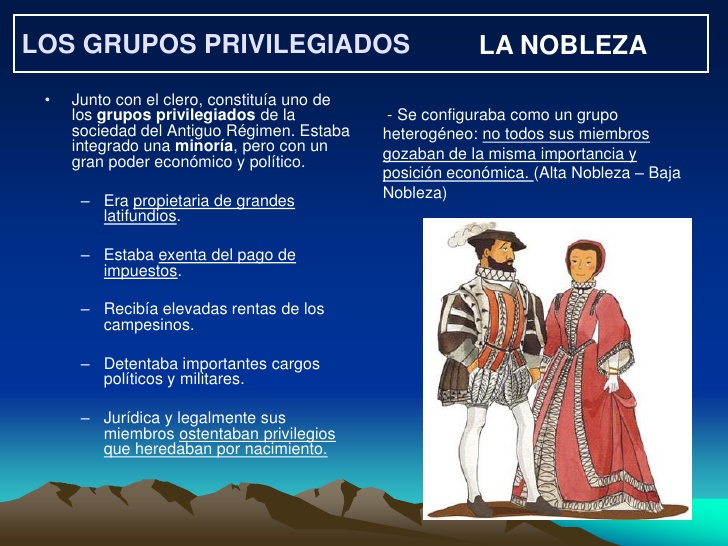 LOS GRUPOS PRIVILEGIADOS
LA NOBLEZA
• Junto con el clero, constituía uno de
los grupos privilegiados de la
sociedad del Antiguo Régimen. Estaba
integrado una minoría, pero con un
gran poder económico y político.
– Era propietaria de grandes
latifundios.
– Estaba exenta del pago de
impuestos.
– Recibía elevadas rentas de los
campesinos.
– Detentaba importantes cargos
políticos y militares.
– Jurídica y legalmente sus
miembros ostentaban privilegios
que heredaban por nacimiento.
- Se configuraba como un grupo
heterogéneo: no todos sus miembros
gozaban de la misma importancia y
posición económica. (Alta Nobleza – Baja
Nobleza)